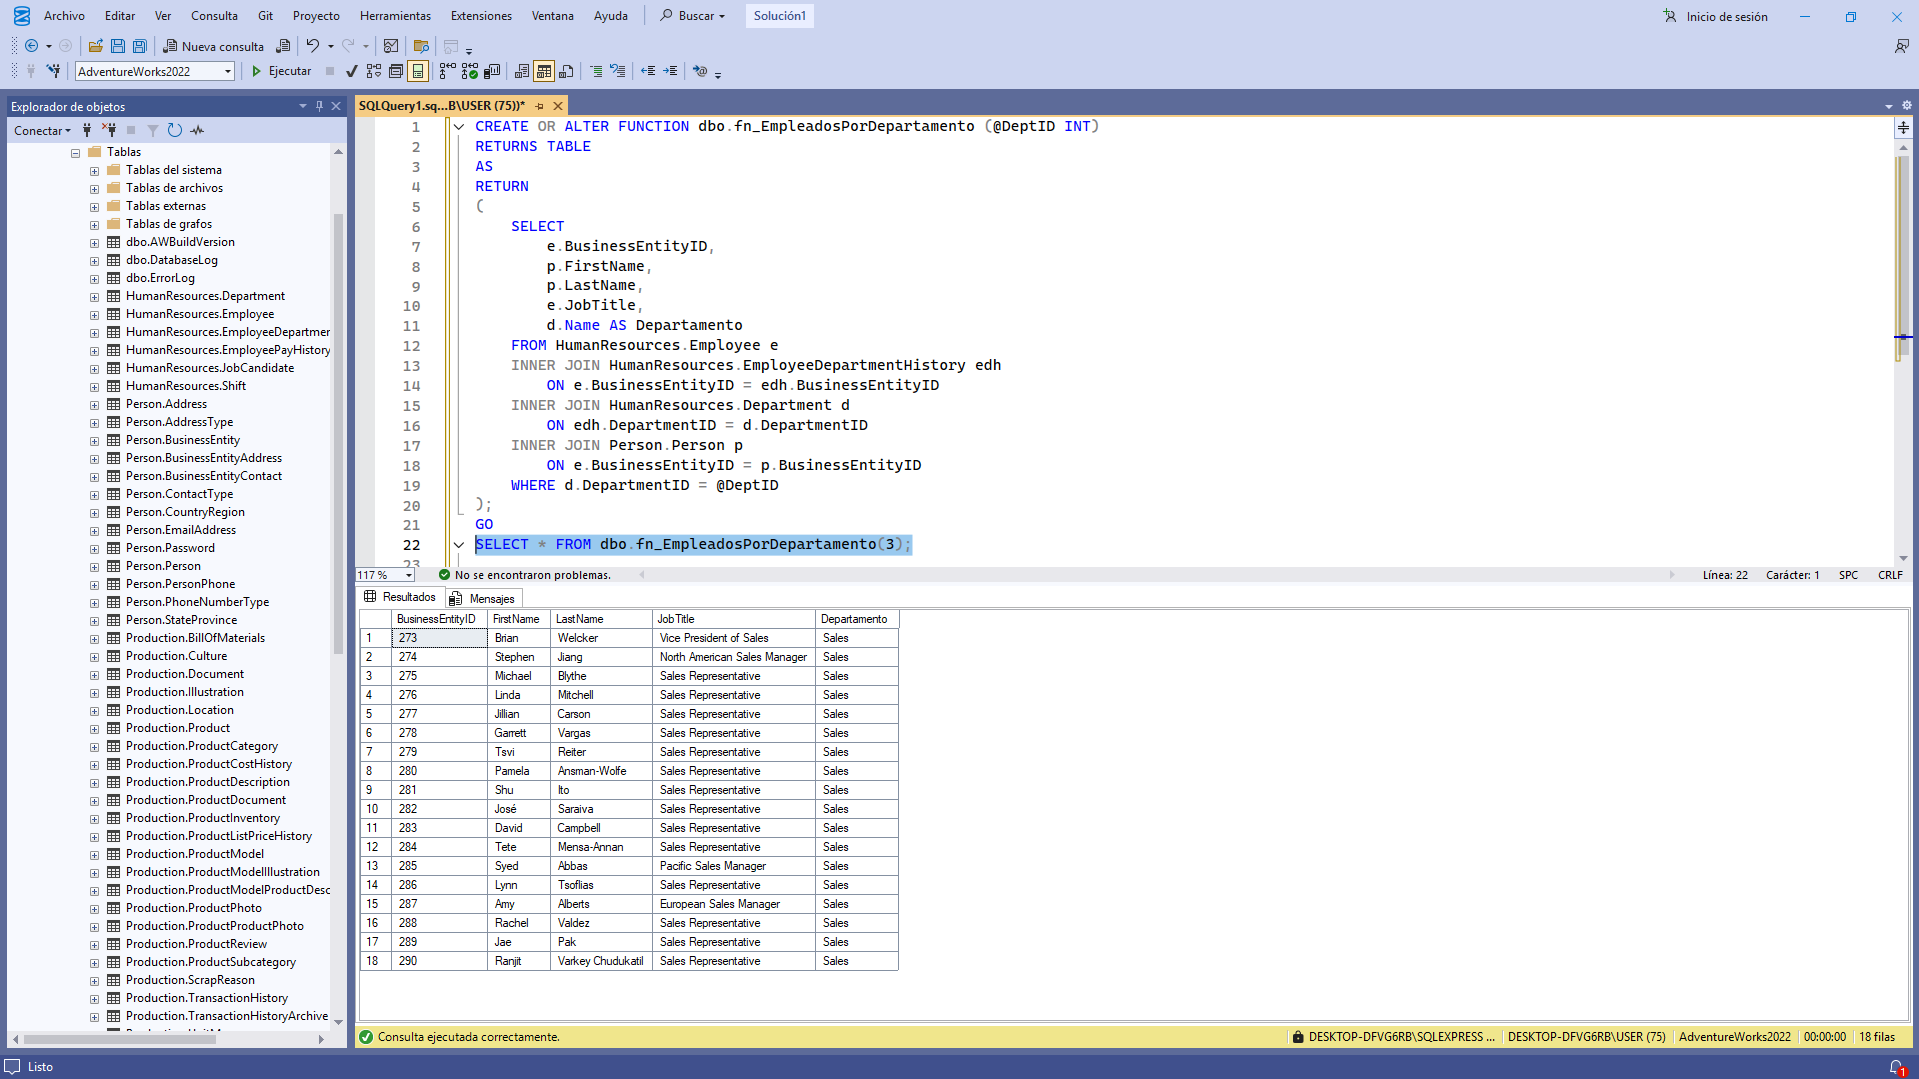 Archivo Editar Ver Consulta Git Proyecto Herramientas Extensiones Ventana Ayuda Buscar Solución1 Inicio de sesión
Nueva consulta
AdventureWorks2022 Ejecutar
Explorador de objetos
Conectar
Tablas
Tablas del sistema
Tablas de archivos
Tablas externas
Tablas de grafos
dbo.AWBuildVersion
dbo.DatabaseLog
dbo.ErrorLog
HumanResources.Department
HumanResources.Employee
HumanResources.EmployeeDepartmer
HumanResources.EmployeePayHistory
HumanResources.JobCandidate
HumanResources.Shift
Person.Address
Person.AddressType
Person.BusinessEntity
Person.BusinessEntityAddress
Person.BusinessEntityContact
Person.ContactType
Person.CountryRegion
Person.EmailAddress
Person.Password
Person.Person
Person.PersonPhone
Person.PhoneNumberType
Person.StateProvince
Production.BillOfMaterials
Production.Culture
Production.Document
Production.Illustration
Production.Location
Production.Product
Production.ProductCategory
Production.ProductCostHistory
Production.ProductDescription
Production.ProductDocument
Production.ProductInventory
Production.ProductListPriceHistory
Production.ProductModel
Production.ProductModelIllustration
Production.ProductModelProductDesc
Production.ProductPhoto
Production.ProductProductPhoto
Production.ProductReview
Production.ProductSubcategory
Production.ScrapReason
Production.TransactionHistory
Production.TransactionHistoryArchive
SQLQuery1.sq...B\USER (75))*
1 CREATE OR ALTER FUNCTION dbo.fn_EmpleadosPorDepartamento (@DeptID INT)
2 RETURNS TABLE
3 AS
4 RETURN
5 (
6 SELECT
7 e.BusinessEntityID,
8 p.FirstName,
9 p.LastName,
10 e.JobTitle,
11 d.Name AS Departamento
12 FROM HumanResources.Employee e
13 INNER JOIN HumanResources.EmployeeDepartmentHistory edh
14 ON e.BusinessEntityID = edh.BusinessEntityID
15 INNER JOIN HumanResources.Department d
16 ON edh.DepartmentID = d.DepartmentID
17 INNER JOIN Person.Person p
18 ON e.BusinessEntityID = p.BusinessEntityID
19 WHERE d.DepartmentID = @DeptID
20 );
21 GO
22 SELECT * FROM dbo.fn_EmpleadosPorDepartamento(3);
23
117 % No se encontraron problemas. Línea: 22 Carácter: 1 SPC CRLF
Resultados Mensajes
BusinessEntityID FirstName LastName JobTitle Departamento
1 273 Brian Welcker Vice President of Sales Sales
2 274 Stephen Jiang North American Sales Manager Sales
3 275 Michael Blythe Sales Representative Sales
4 276 Linda Mitchell Sales Representative Sales
5 277 Jillian Carson Sales Representative Sales
6 278 Garrett Vargas Sales Representative Sales
7 279 Tsvi Reiter Sales Representative Sales
8 280 Pamela Ansman-Wolfe Sales Representative Sales
9 281 Shu Ito Sales Representative Sales
10 282 José Saraiva Sales Representative Sales
11 283 David Campbell Sales Representative Sales
12 284 Tete Mensa-Annan Sales Representative Sales
13 285 Syed Abbas Pacific Sales Manager Sales
14 286 Lynn Tsoflias Sales Representative Sales
15 287 Amy Alberts European Sales Manager Sales
16 288 Rachel Valdez Sales Representative Sales
17 289 Jae Pak Sales Representative Sales
18 290 Ranjit Varkey Chudukatil Sales Representative Sales
Consulta ejecutada correctamente. DESKTOP-DFVG6RB\SQLEXPRESS ... DESKTOP-DFVG6RB\USER (75) AdventureWorks2022 00:00:00 18 filas
Listo 1